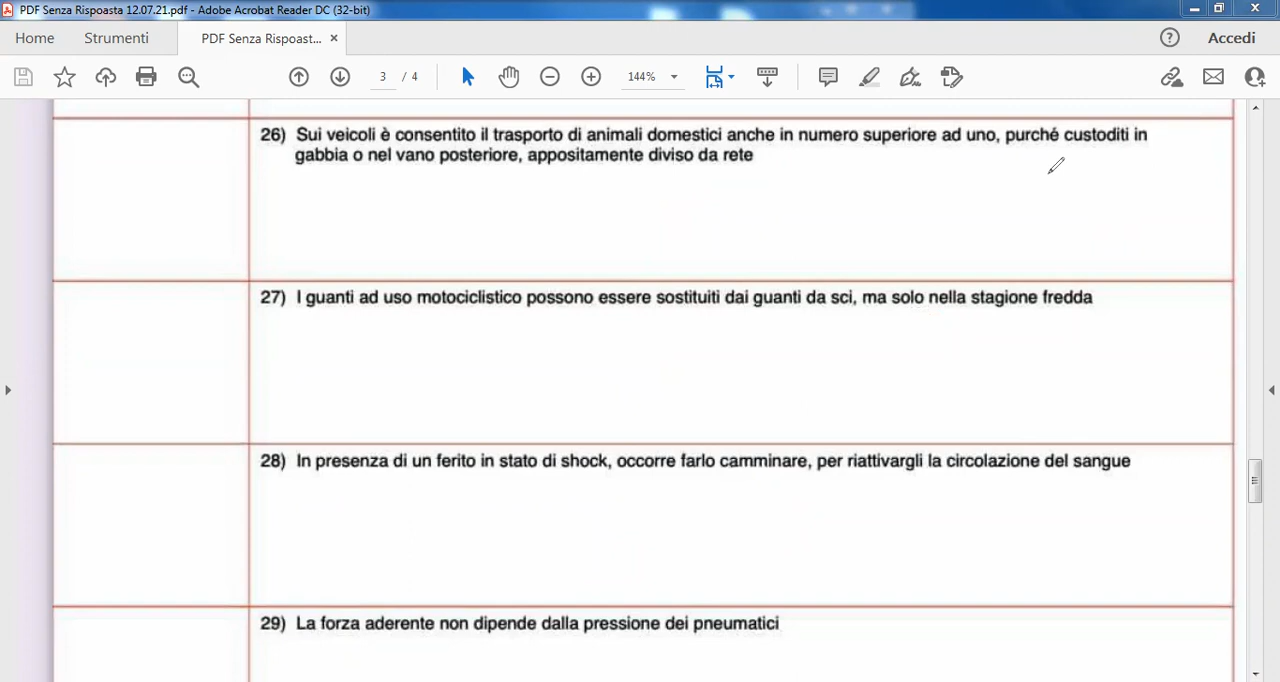 PDF Senza Rispoasta 12.07.21.pdf - Adobe Acrobat Reader DC (32-bit)
Home Strumenti PDF Senza Rispoast... × ? Accedi
3 / 4 144%
26) Sui veicoli è consentito il trasporto di animali domestici anche in numero superiore ad uno, purché custoditi in
gabbia o nel vano posteriore, appositamente diviso da rete
27) I guanti ad uso motociclistico possono essere sostituiti dai guanti da sci, ma solo nella stagione fredda
28) In presenza di un ferito in stato di shock, occorre farlo camminare, per riattivargli la circolazione del sangue
29) La forza aderente non dipende dalla pressione dei pneumatici